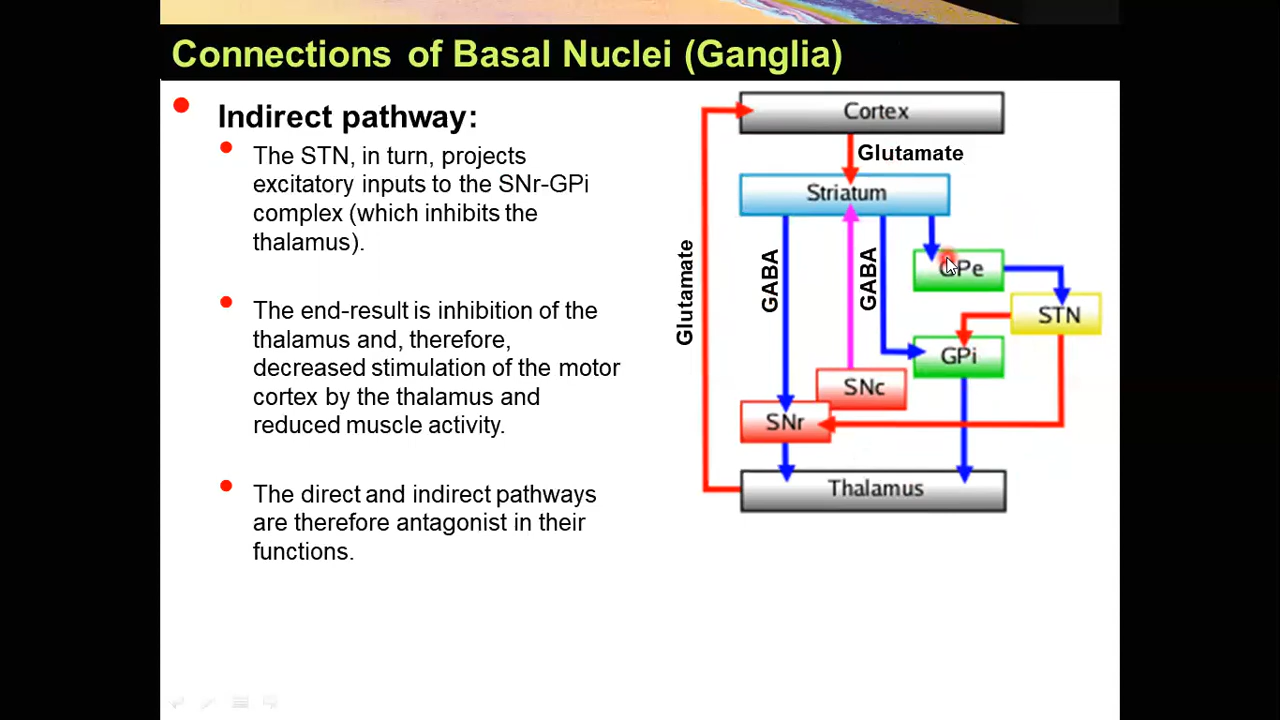 Connections of Basal Nuclei (Ganglia)
Indirect pathway:
The STN, in turn, projects
excitatory inputs to the SNr-GPi
complex (which inhibits the
thalamus).
The end-result is inhibition of the
thalamus and, therefore,
decreased stimulation of the motor
cortex by the thalamus and
reduced muscle activity.
The direct and indirect pathways
are therefore antagonist in their
functions.
Cortex
Glutamate
Striatum
Glutamate
GABA
GABA
GPe
STN
GPi
SNc
SNr
Thalamus